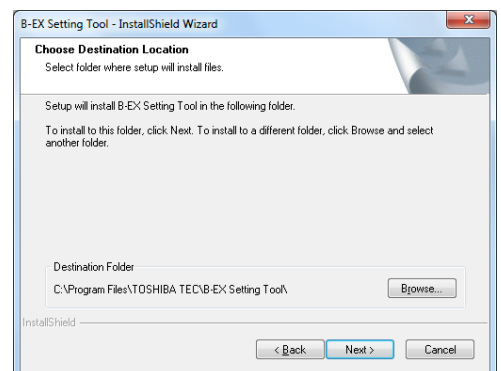 B-EX Setting Tool - InstallShield Wizard
Choose Destination Location
Select folder where setup will install files.
Setup will install B-EX Setting Tool in the following folder.
To install to this folder, click Next. To install to a different folder, click Browse and select
another folder.
Destination Folder
C:\Program Files\TOSHIBA TEC\B-EX Setting Tool\
Browse...
InstallShield
< Back
Next >
Cancel